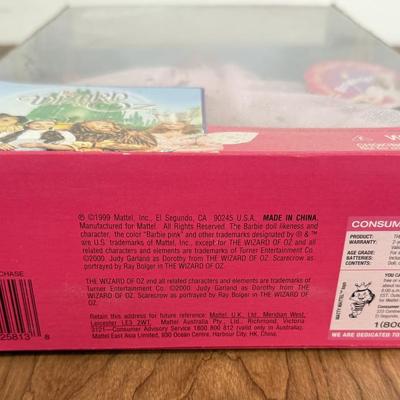 WIZARD OF OZ
℗ ©1999 Mattel, Inc., El Segundo, CA 90245 U.S.A. MADE IN CHINA.
Manufactured for Mattel. All Rights Reserved. The Barbie doll likeness and
character, the color "Barbie pink" and other trademarks designated by ® & ™
are U.S. trademarks of Mattel, Inc., except for THE WIZARD OF OZ and all
related characters and elements are trademarks of Turner Entertainment Co.
©2000. Judy Garland as Dorothy from THE WIZARD OF OZ. Scarecrow as
portrayed by Ray Bolger in THE WIZARD OF OZ.
THE WIZARD OF OZ and all related characters and elements are trademarks of
Turner Entertainment Co. ©2000. Judy Garland as Dorothy from THE
WIZARD OF OZ. Scarecrow as portrayed by Ray Bolger in THE WIZARD OF OZ.
Retain this address for future reference: Mattel, U.K. Ltd., Meridian West,
Leicester LE3 2WT. Mattel Australia Pty., Ltd., Richmond, Victoria
3121—Consumer Advisory Service 1800 800 812 (valid only in Australia).
Mattel East Asia Limited, 930 Ocean Centre, Harbour City, HK, China.
CHASE
25813 8
CONSUM
PRODUCT: TH
WARRANTY:
AGE GRADE:
BATTERIES:
CONTENTS: Doll,
YOU CA
1(800
WE ARE DEDICATED TO